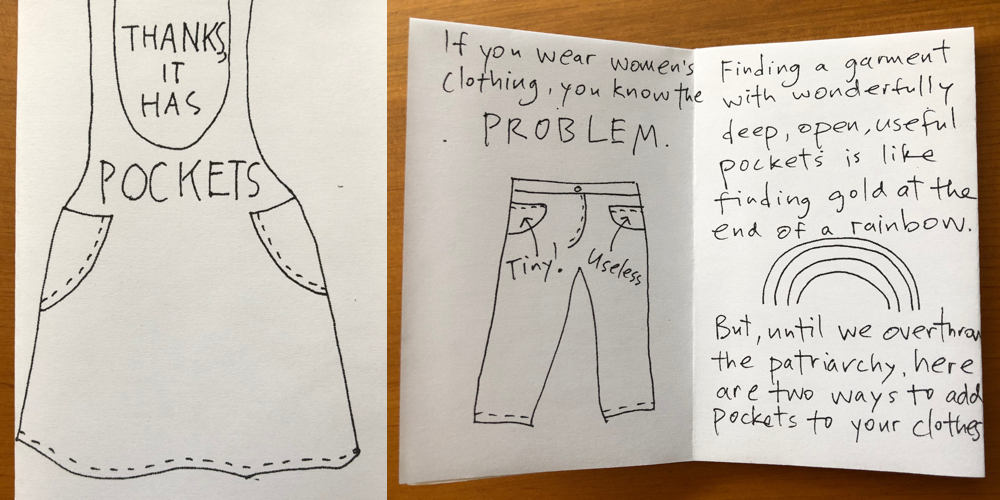 THANKS,
IT
HAS
POCKETS
If you wear women's
clothing, you know the
PROBLEM.
Tiny!
Useless
Finding a garment
with wonderfully
deep, open, useful
pockets is like
finding gold at the
end of a rainbow.
But, until we overthrow
the patriarchy, here
are two ways to add
pockets to your clothes